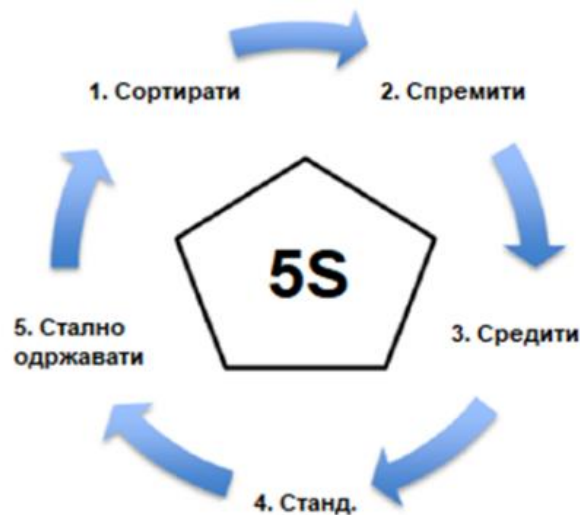 1. Сортирати
2. Спремити
3. Средити
4. Станд.
5. Стално
одржавати
5S